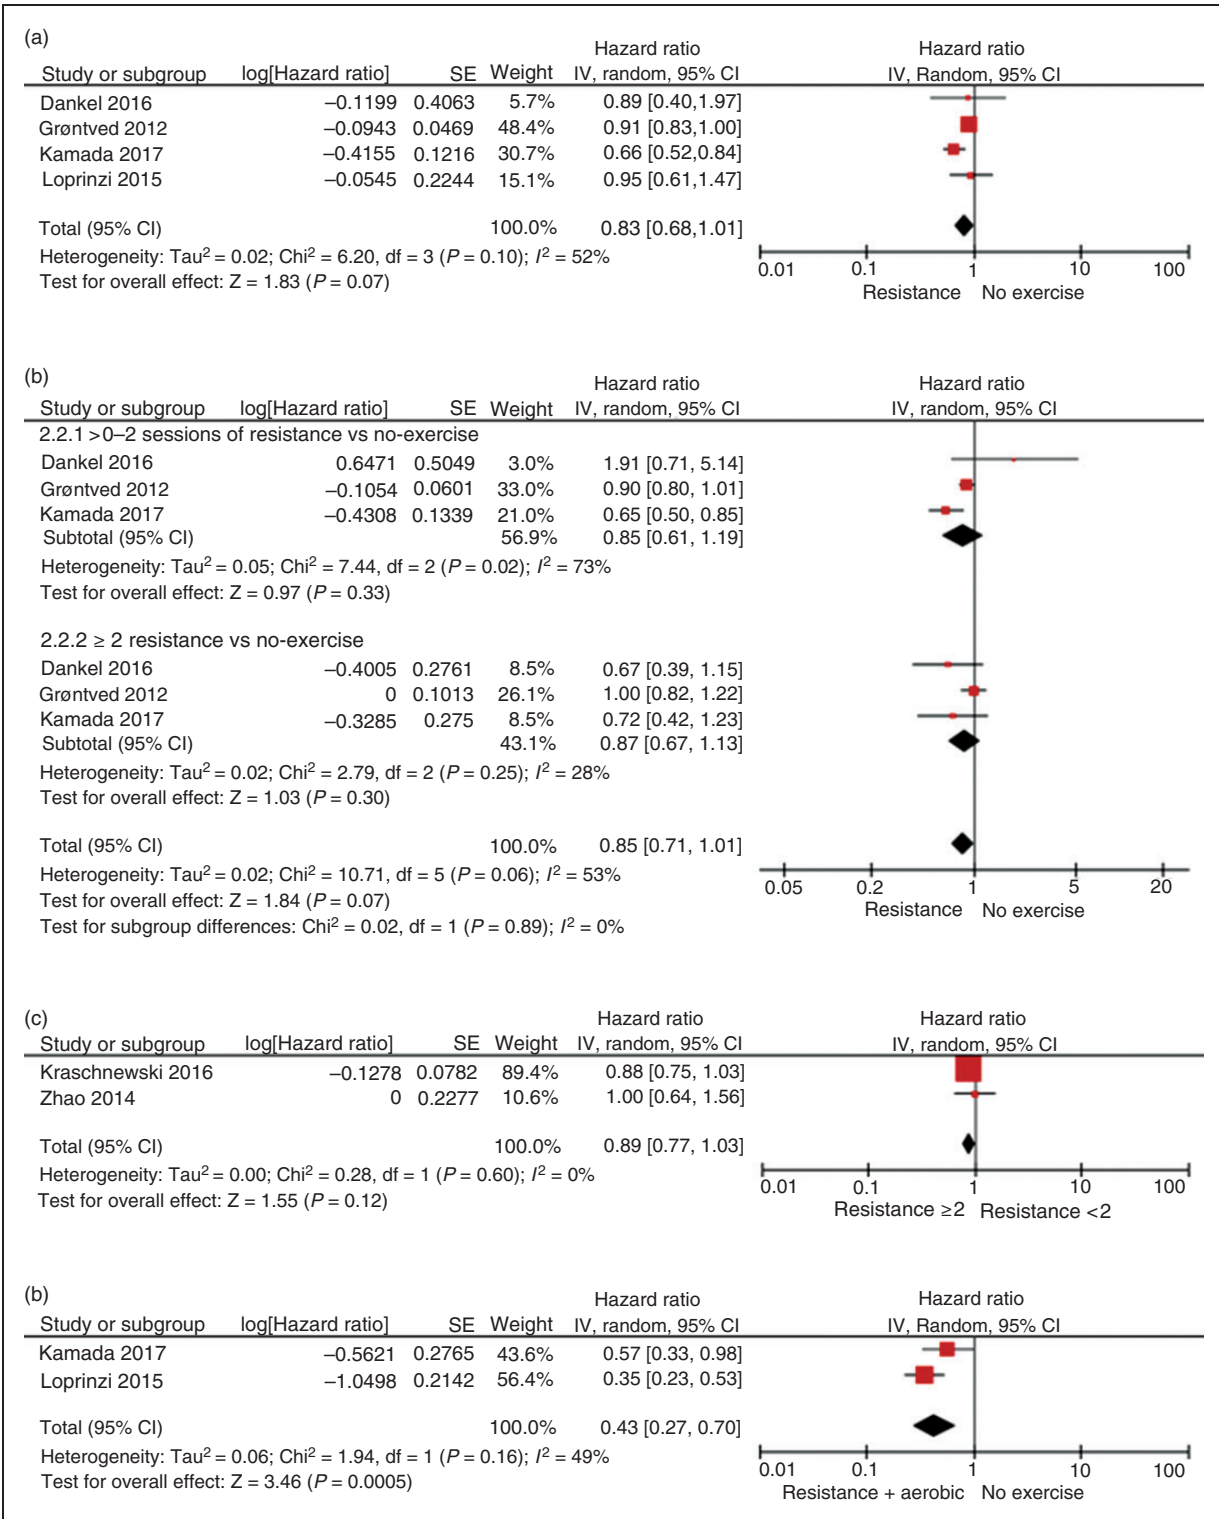 (a)
Hazard ratio Hazard ratio
Study or subgroup log[Hazard ratio] SE Weight IV, random, 95% CI IV, Random, 95% CI
Dankel 2016 –0.1199 0.4063 5.7% 0.89 [0.40,1.97]
Grøntved 2012 –0.0943 0.0469 48.4% 0.91 [0.83,1.00]
Kamada 2017 –0.4155 0.1216 30.7% 0.66 [0.52,0.84]
Loprinzi 2015 –0.0545 0.2244 15.1% 0.95 [0.61,1.47]
Total (95% CI) 100.0% 0.83 [0.68,1.01]
Heterogeneity: Tau² = 0.02; Chi² = 6.20, df = 3 (P = 0.10); I² = 52%
Test for overall effect: Z = 1.83 (P = 0.07)
0.01 0.1 1 10 100
Resistance No exercise
(b)
Hazard ratio Hazard ratio
Study or subgroup log[Hazard ratio] SE Weight IV, random, 95% CI IV, random, 95% CI
2.2.1 >0–2 sessions of resistance vs no-exercise
Dankel 2016 0.6471 0.5049 3.0% 1.91 [0.71, 5.14]
Grøntved 2012 –0.1054 0.0601 33.0% 0.90 [0.80, 1.01]
Kamada 2017 –0.4308 0.1339 21.0% 0.65 [0.50, 0.85]
Subtotal (95% CI) 56.9% 0.85 [0.61, 1.19]
Heterogeneity: Tau² = 0.05; Chi² = 7.44, df = 2 (P = 0.02); I² = 73%
Test for overall effect: Z = 0.97 (P = 0.33)
2.2.2 ≥ 2 resistance vs no-exercise
Dankel 2016 –0.4005 0.2761 8.5% 0.67 [0.39, 1.15]
Grøntved 2012 0 0.1013 26.1% 1.00 [0.82, 1.22]
Kamada 2017 –0.3285 0.275 8.5% 0.72 [0.42, 1.23]
Subtotal (95% CI) 43.1% 0.87 [0.67, 1.13]
Heterogeneity: Tau² = 0.02; Chi² = 2.79, df = 2 (P = 0.25); I² = 28%
Test for overall effect: Z = 1.03 (P = 0.30)
Total (95% CI) 100.0% 0.85 [0.71, 1.01]
Heterogeneity: Tau² = 0.02; Chi² = 10.71, df = 5 (P = 0.06); I² = 53%
Test for overall effect: Z = 1.84 (P = 0.07)
Test for subgroup differences: Chi² = 0.02, df = 1 (P = 0.89); I² = 0%
0.05 0.2 1 5 20
Resistance No exercise
(c)
Hazard ratio Hazard ratio
Study or subgroup log[Hazard ratio] SE Weight IV, random, 95% CI IV, random, 95% CI
Kraschnewski 2016 –0.1278 0.0782 89.4% 0.88 [0.75, 1.03]
Zhao 2014 0 0.2277 10.6% 1.00 [0.64, 1.56]
Total (95% CI) 100.0% 0.89 [0.77, 1.03]
Heterogeneity: Tau² = 0.00; Chi² = 0.28, df = 1 (P = 0.60); I² = 0%
Test for overall effect: Z = 1.55 (P = 0.12)
0.01 0.1 1 10 100
Resistance ≥2 Resistance <2
(b)
Hazard ratio Hazard ratio
Study or subgroup log[Hazard ratio] SE Weight IV, random, 95% CI IV, Random, 95% CI
Kamada 2017 –0.5621 0.2765 43.6% 0.57 [0.33, 0.98]
Loprinzi 2015 –1.0498 0.2142 56.4% 0.35 [0.23, 0.53]
Total (95% CI) 100.0% 0.43 [0.27, 0.70]
Heterogeneity: Tau² = 0.06; Chi² = 1.94, df = 1 (P = 0.16); I² = 49%
Test for overall effect: Z = 3.46 (P = 0.0005)
0.01 0.1 1 10 100
Resistance + aerobic No exercise